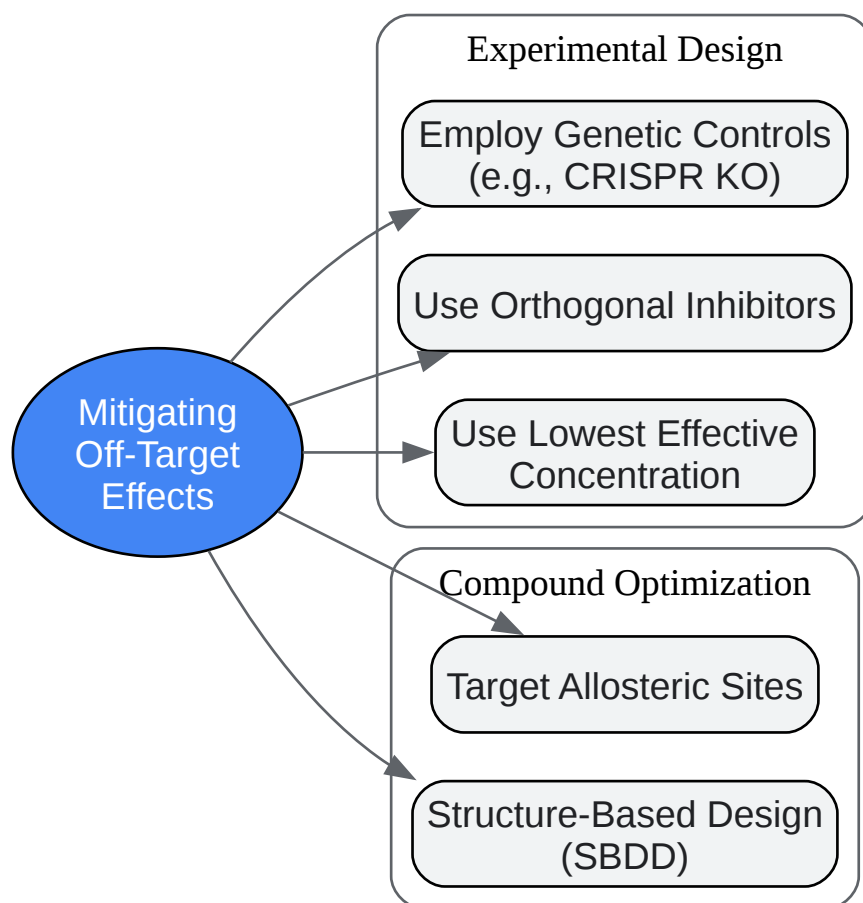 Experimental Design
Employ Genetic Controls
(e.g., CRISPR KO)
Use Orthogonal Inhibitors
Use Lowest Effective
Concentration
Mitigating
Off-Target
Effects
Compound Optimization
Target Allosteric Sites
Structure-Based Design
(SBDD)